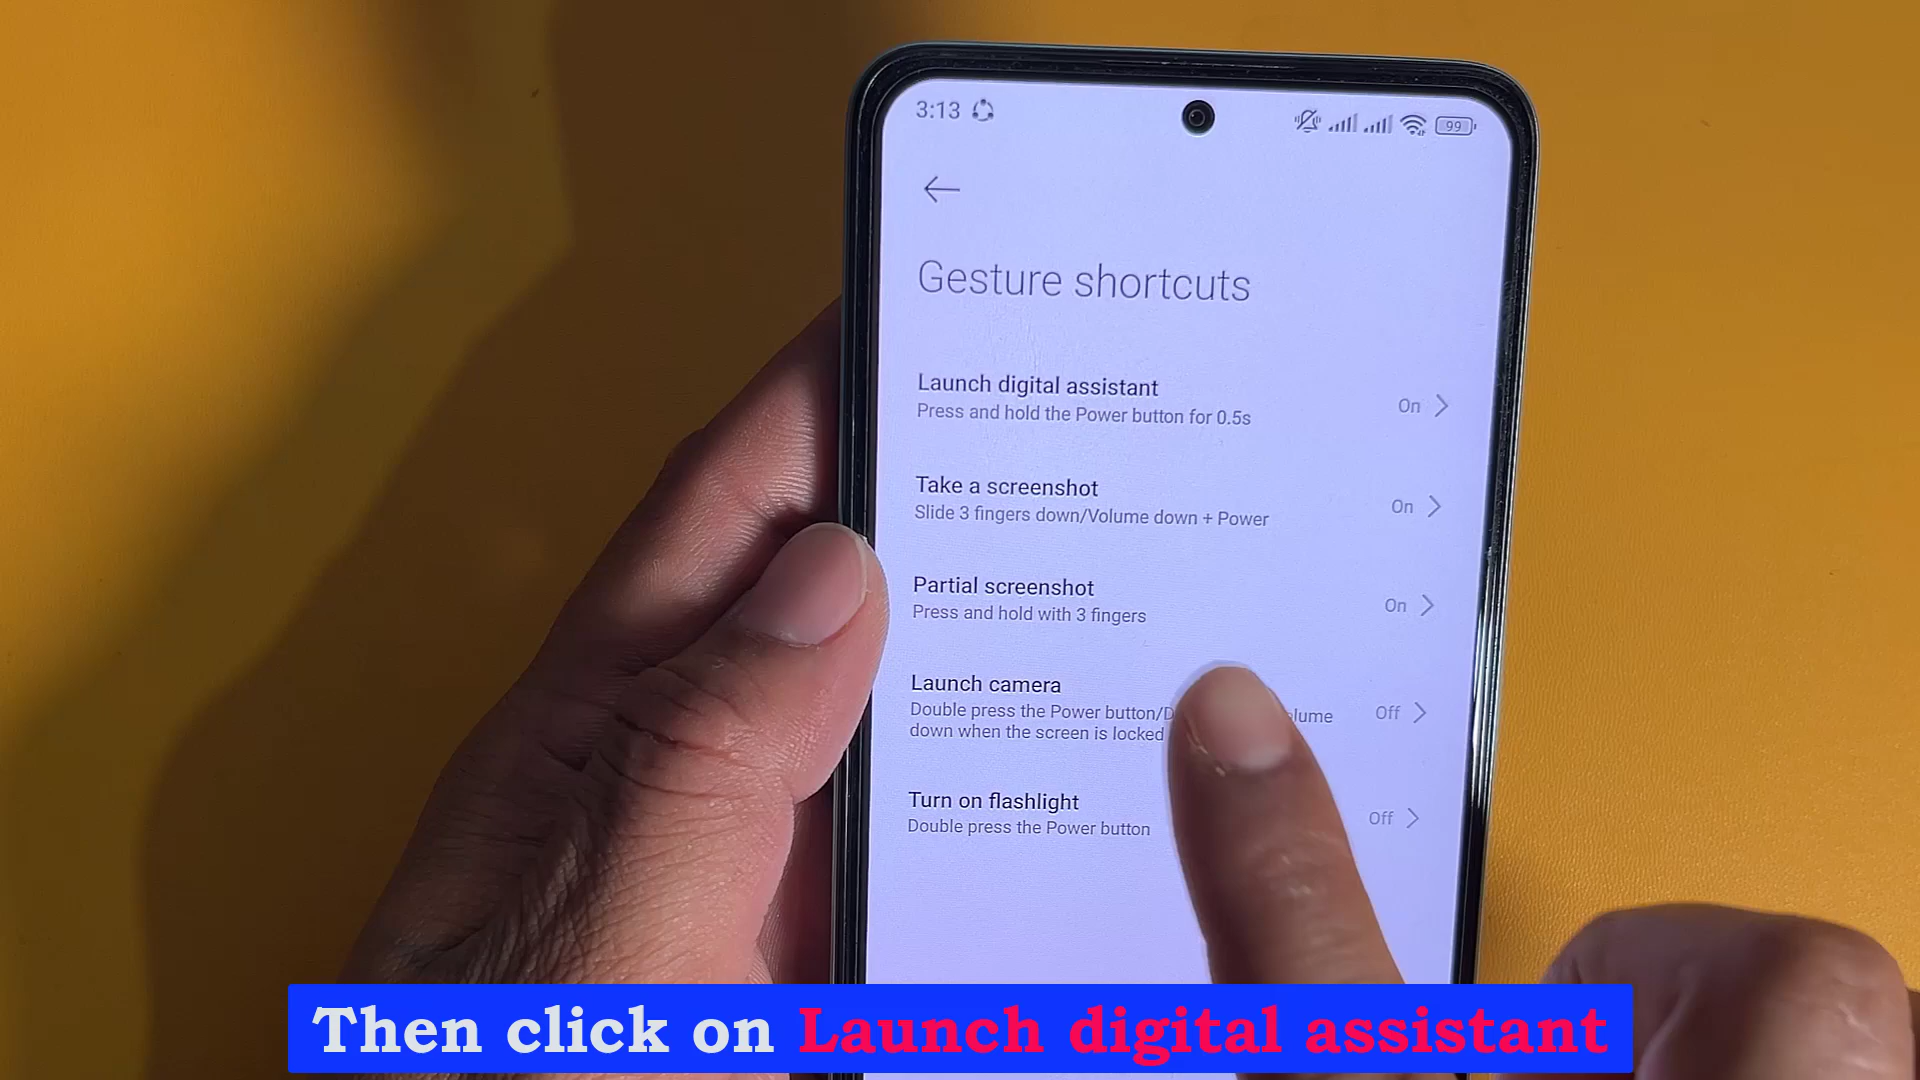 3:13
99
Gesture shortcuts
Launch digital assistant
Press and hold the Power button for 0.5s
On
Take a screenshot
Slide 3 fingers down/Volume down + Power
On
Partial screenshot
Press and hold with 3 fingers
On
Launch camera
Double press the Power button/
down when the screen is locked
Off
Turn on flashlight
Double press the Power button
Off
Then click on Launch digital assistant